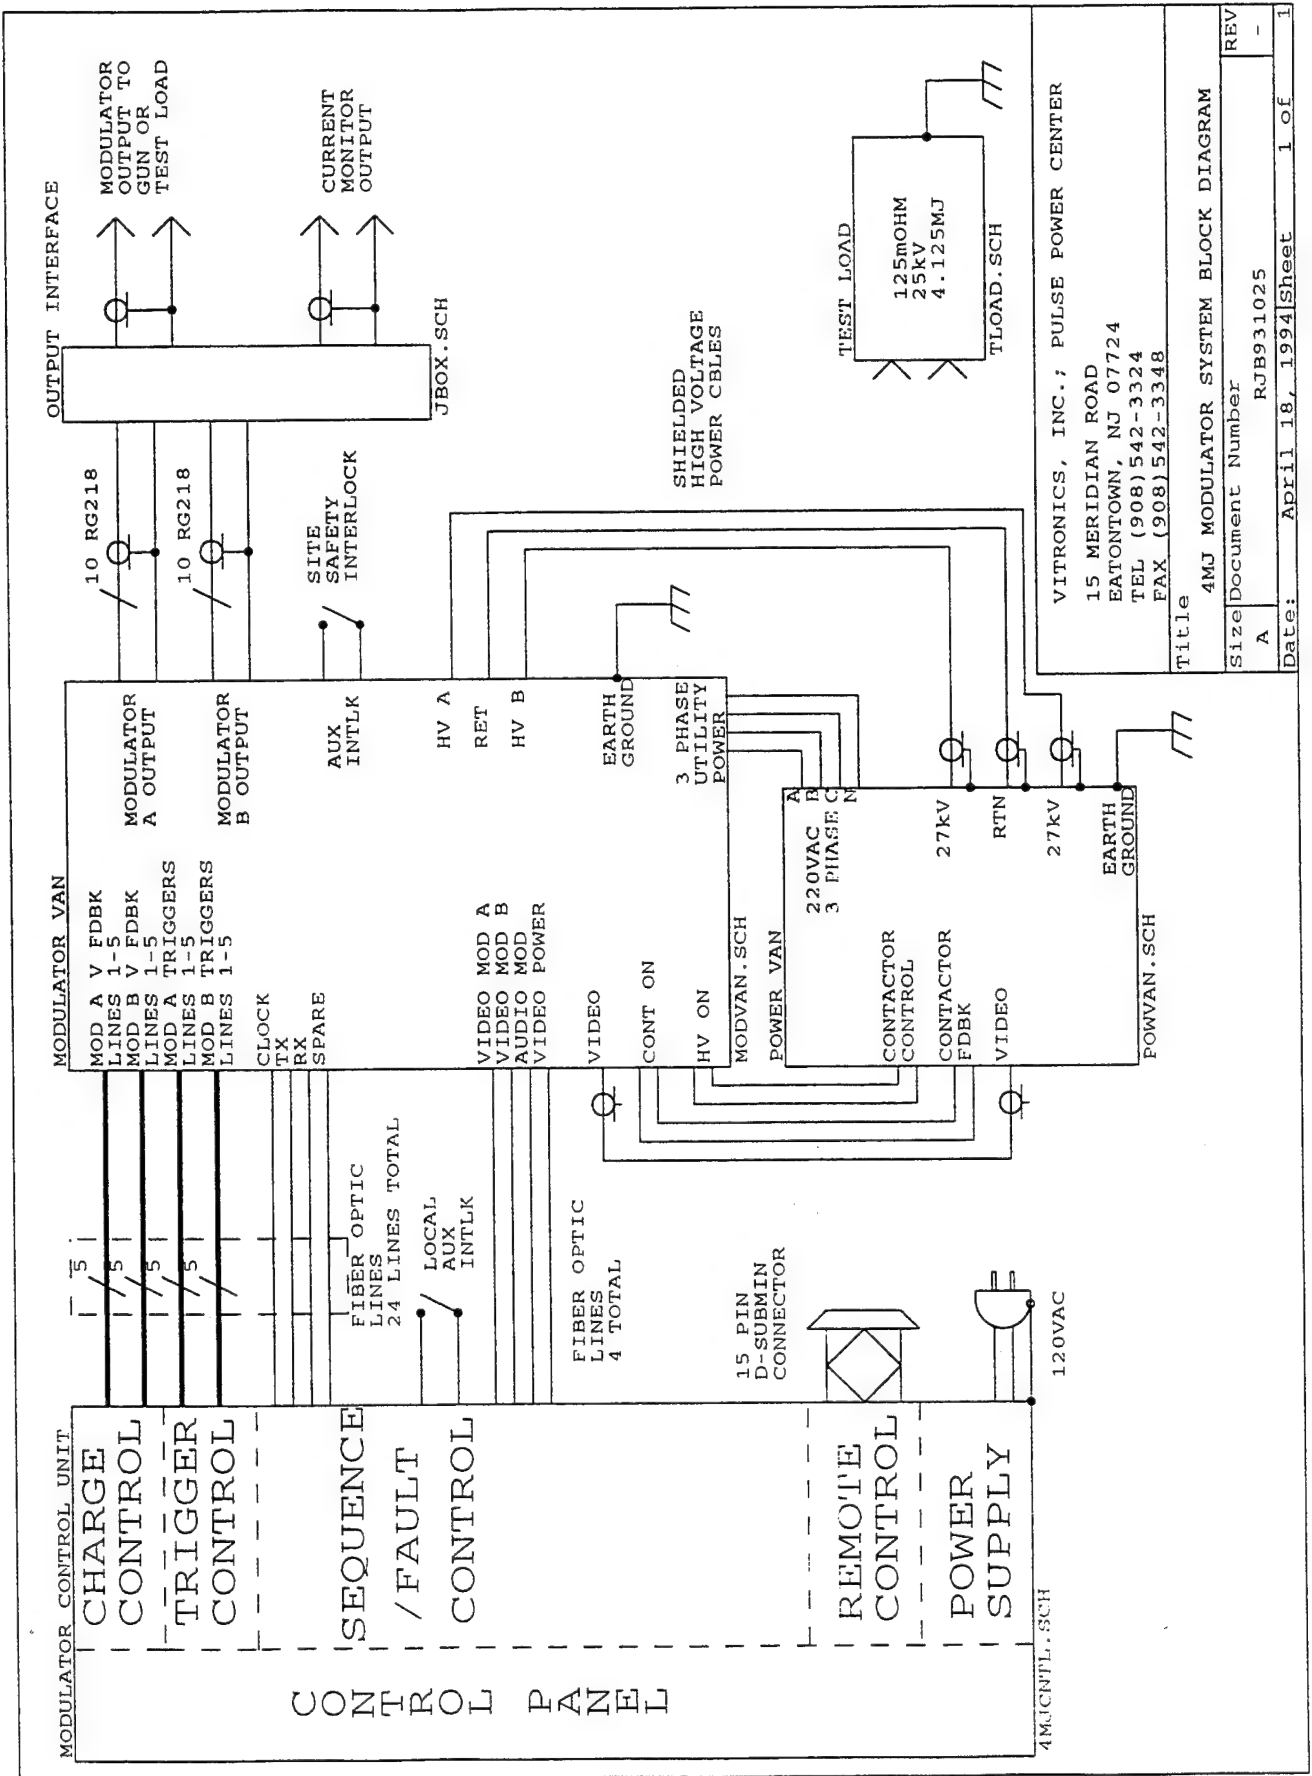 MODULATOR CONTROL UNIT
CONTROL PANEL
CHARGE
CONTROL
TRIGGER
CONTROL
SEQUENCE
/FAULT
CONTROL
REMOTE
CONTROL
POWER
SUPPLY
4MJCNTL.SCH
5
5
5
5
FIBER OPTIC
LINES
24 LINES TOTAL
LOCAL
AUX
INTLK
FIBER OPTIC
LINES
4 TOTAL
15 PIN
D-SUBMIN
CONNECTOR
120VAC
MODULATOR VAN
MOD A V FDBK
LINES 1-5
MOD B V FDBK
LINES 1-5
MOD A TRIGGERS
LINES 1-5
MOD B TRIGGERS
LINES 1-5
CLOCK
TX
RX
SPARE
VIDEO MOD A
VIDEO MOD B
AUDIO MOD
VIDEO POWER
VIDEO
CONT ON
HV ON
MODULATOR
A OUTPUT
MODULATOR
B OUTPUT
AUX
INTLK
HV A
RET
HV B
EARTH
GROUND
3 PHASE
UTILITY
POWER
MODVAN.SCH
POWER VAN
A
B
C
N
220VAC
3 PHASE
CONTACTOR
CONTROL
CONTACTOR
FDBK
VIDEO
27kV
RTN
27kV
EARTH
GROUND
POWVAN.SCH
10 RG218
10 RG218
SITE
SAFETY
INTERLOCK
OUTPUT INTERFACE
JBOX.SCH
MODULATOR
OUTPUT TO
GUN OR
TEST LOAD
CURRENT
MONITOR
OUTPUT
SHIELDED
HIGH VOLTAGE
POWER CBLES
TEST LOAD
125mOHM
25kV
4.125MJ
TLOAD.SCH
VITRONICS, INC.; PULSE POWER CENTER
15 MERIDIAN ROAD
EATONTOWN, NJ 07724
TEL (908)542-3324
FAX (908)542-3348
Title
4MJ MODULATOR SYSTEM BLOCK DIAGRAM
Size Document Number REV
A RJB931025 -
Date: April 18, 1994 Sheet 1 of 1